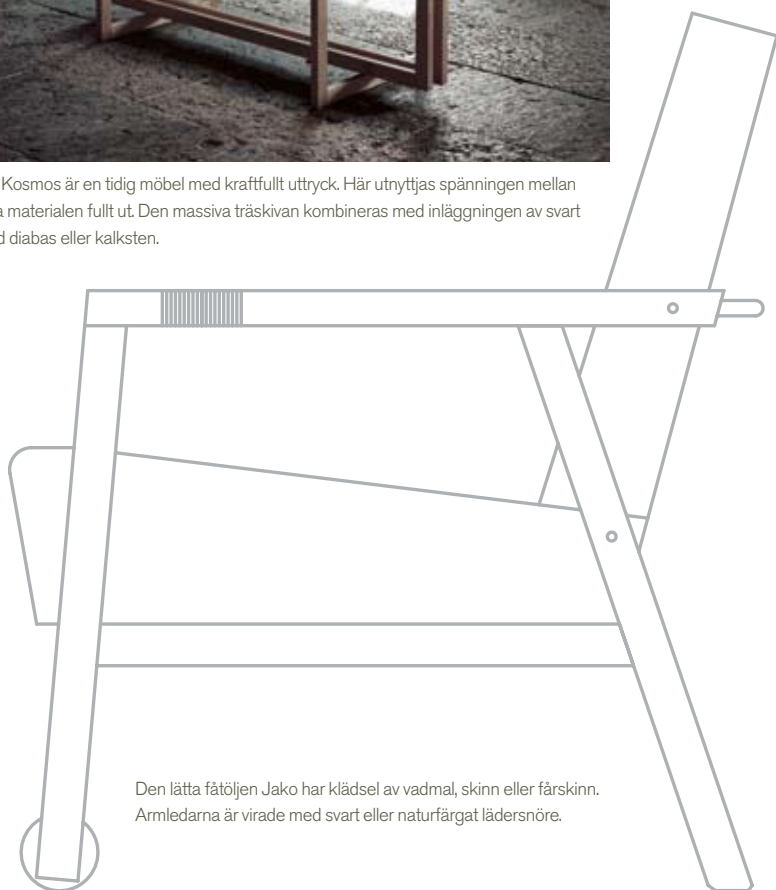 Kosmos är en tidig möbel med kraftfullt uttryck. Här utnyttjas spänningen mellan
materialen fullt ut. Den massiva träskivan kombineras med inläggningen av svart
diabas eller kalksten.
Den lätta fåtöljen Jako har klädsel av vadmal, skinn eller fårskinn.
Armledarna är virade med svart eller naturfärgat lädersnöre.